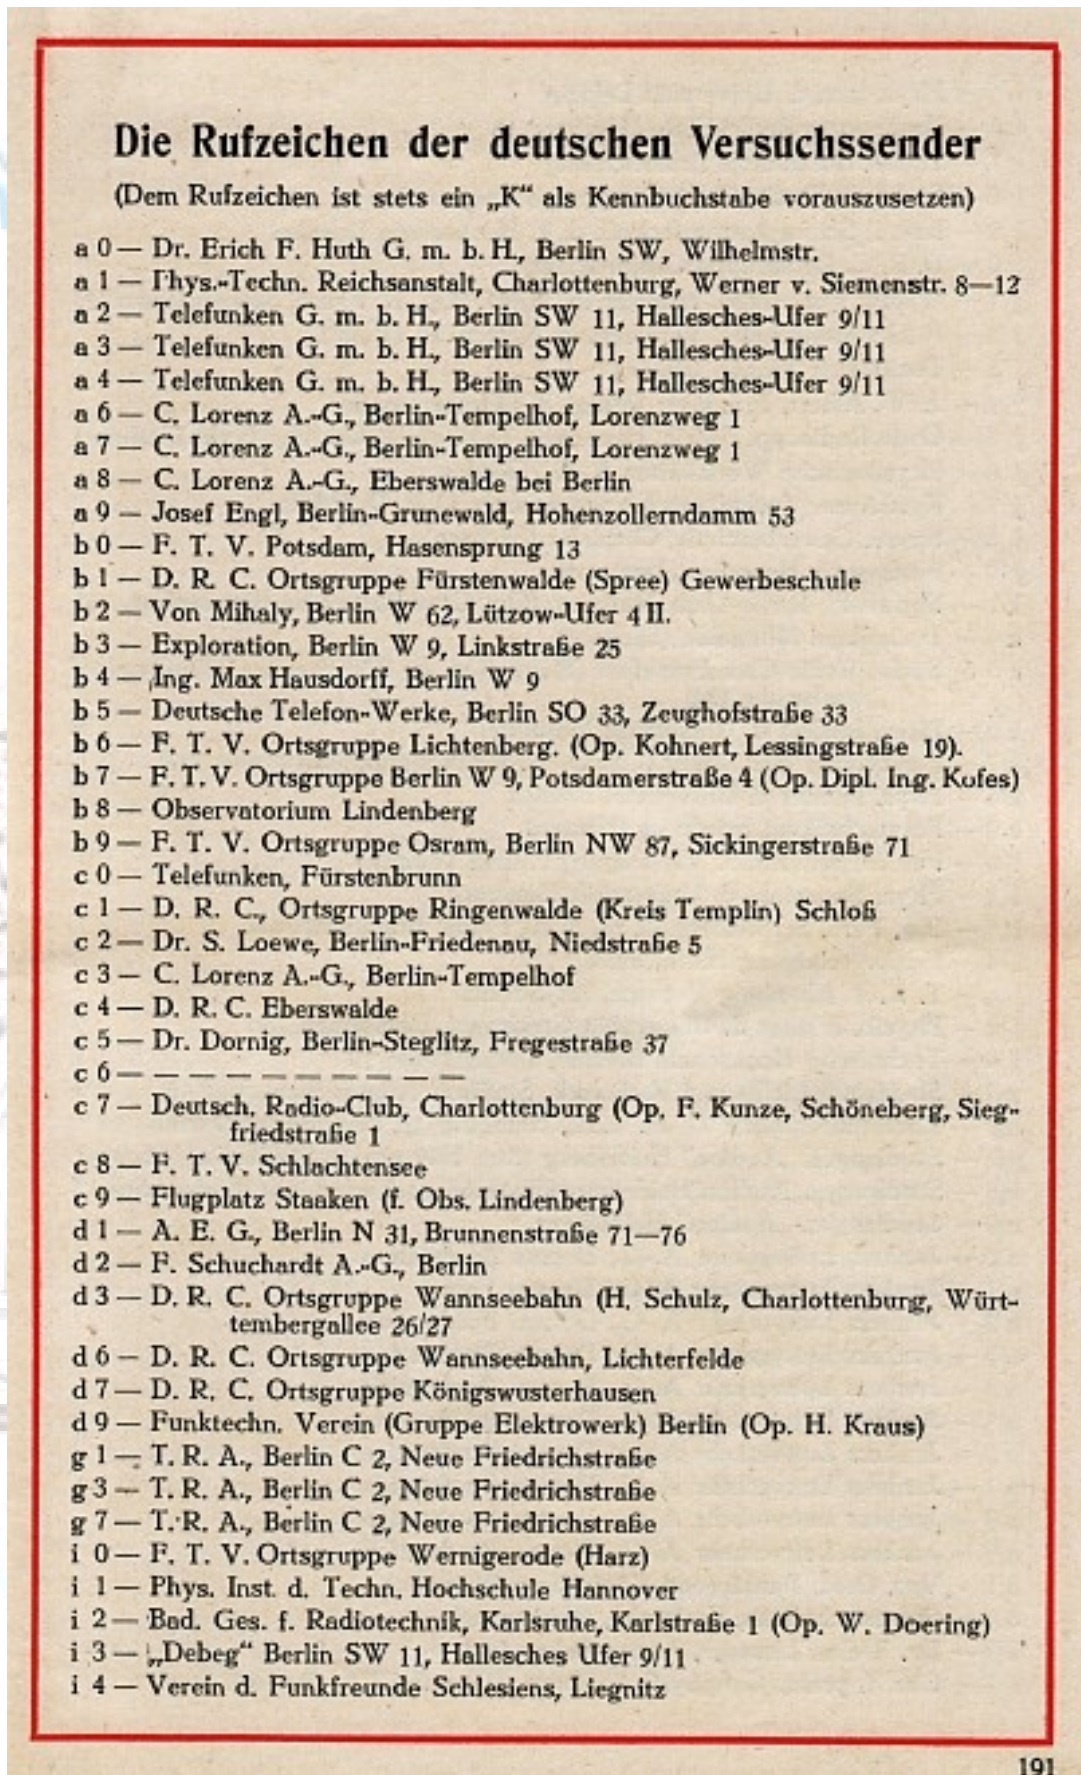 Die Rufzeichen der deutschen Versuchssender
(Dem Rufzeichen ist stets ein „K“ als Kennbuchstabe vorauszusetzen)
a 0 — Dr. Erich F. Huth G. m. b. H., Berlin SW, Wilhelmstr.
a 1 — Phys.-Techn. Reichsanstalt, Charlottenburg, Werner v. Siemenstr. 8—12
a 2 — Telefunken G. m. b. H., Berlin SW 11, Hallesches-Ufer 9/11
a 3 — Telefunken G. m. b. H., Berlin SW 11, Hallesches-Ufer 9/11
a 4 — Telefunken G. m. b. H., Berlin SW 11, Hallesches-Ufer 9/11
a 6 — C. Lorenz A.-G., Berlin-Tempelhof, Lorenzweg 1
a 7 — C. Lorenz A.-G., Berlin-Tempelhof, Lorenzweg 1
a 8 — C. Lorenz A.-G., Eberswalde bei Berlin
a 9 — Josef Engl, Berlin-Grunewald, Hohenzollerndamm 53
b 0 — F. T. V. Potsdam, Hasensprung 13
b 1 — D. R. C. Ortsgruppe Fürstenwalde (Spree) Gewerbeschule
b 2 — Von Mihaly, Berlin W 62, Lützow-Ufer 4 II.
b 3 — Exploration, Berlin W 9, Linkstraße 25
b 4 — Ing. Max Hausdorff, Berlin W 9
b 5 — Deutsche Telefon-Werke, Berlin SO 33, Zeughofstraße 33
b 6 — F. T. V. Ortsgruppe Lichtenberg. (Op. Kohnert, Lessingstraße 19).
b 7 — F. T. V. Ortsgruppe Berlin W 9, Potsdamerstraße 4 (Op. Dipl. Ing. Kofes)
b 8 — Observatorium Lindenberg
b 9 — F. T. V. Ortsgruppe Osram, Berlin NW 87, Sickingerstraße 71
c 0 — Telefunken, Fürstenbrunn
c 1 — D. R. C., Ortsgruppe Ringenwalde (Kreis Templin) Schloß
c 2 — Dr. S. Loewe, Berlin-Friedenau, Niedstraße 5
c 3 — C. Lorenz A.-G., Berlin-Tempelhof
c 4 — D. R. C. Eberswalde
c 5 — Dr. Dornig, Berlin-Steglitz, Fregestraße 37
c 6 — — — — — — — — — — —
c 7 — Deutsch. Radio-Club, Charlottenburg (Op. F. Kunze, Schöneberg, Sieg-
friedstraße 1
c 8 — F. T. V. Schlachtensee
c 9 — Flugplatz Staaken (f. Obs. Lindenberg)
d 1 — A. E. G., Berlin N 31, Brunnenstraße 71—76
d 2 — F. Schuchardt A.-G., Berlin
d 3 — D. R. C. Ortsgruppe Wannseebahn (H. Schulz, Charlottenburg, Würt-
tembergallee 26/27
d 6 — D. R. C. Ortsgruppe Wannseebahn, Lichterfelde
d 7 — D. R. C. Ortsgruppe Königswusterhausen
d 9 — Funktechn. Verein (Gruppe Elektrowerk) Berlin (Op. H. Kraus)
g 1 — T. R. A., Berlin C 2, Neue Friedrichstraße
g 3 — T. R. A., Berlin C 2, Neue Friedrichstraße
g 7 — T. R. A., Berlin C 2, Neue Friedrichstraße
i 0 — F. T. V. Ortsgruppe Wernigerode (Harz)
i 1 — Phys. Inst. d. Techn. Hochschule Hannover
i 2 — Bad. Ges. f. Radiotechnik, Karlsruhe, Karlstraße 1 (Op. W. Doering)
i 3 — „Debeg“ Berlin SW 11, Hallesches Ufer 9/11
i 4 — Verein d. Funkfreunde Schlesiens, Liegnitz
191